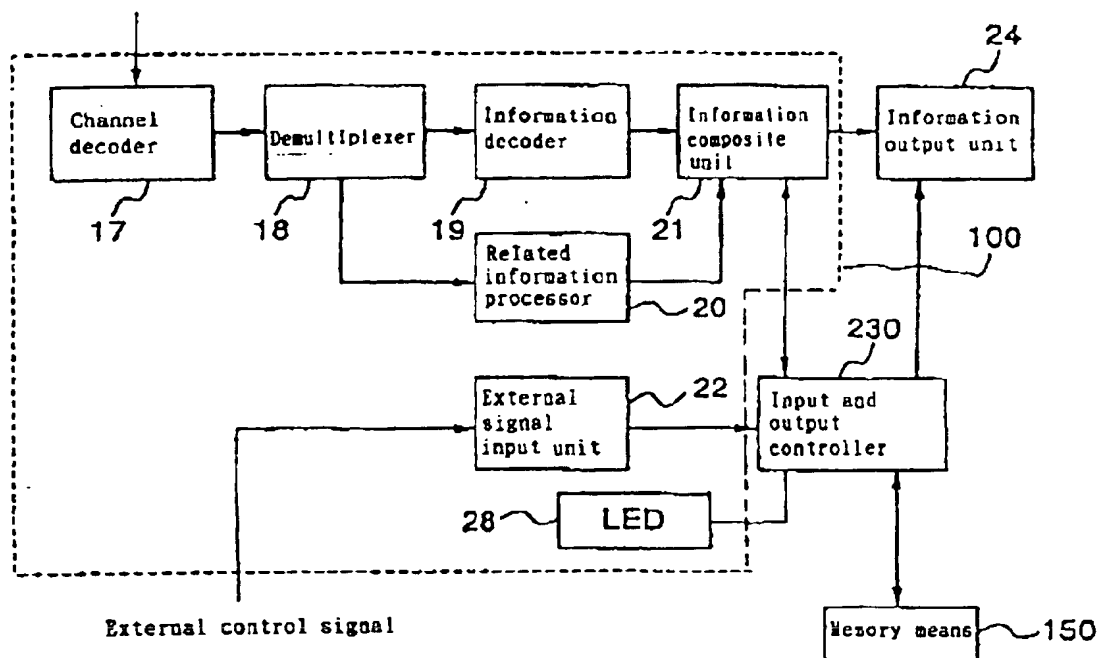 24
Channel
decoder
Demultiplexer
Information
decoder
Information
composite
unit
Information
output unit
17
18
19
21
100
Related
information
processor
20
230
22
External
signal
input unit
Input and
output
controller
28
LED
External control signal
Memory means
150